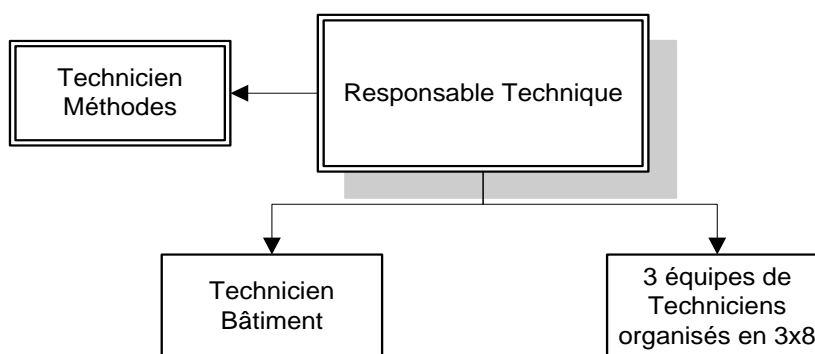 Technicien
Méthodes
Responsable Technique
Technicien
Bâtiment
3 équipes de
Techniciens
organisés en 3x8